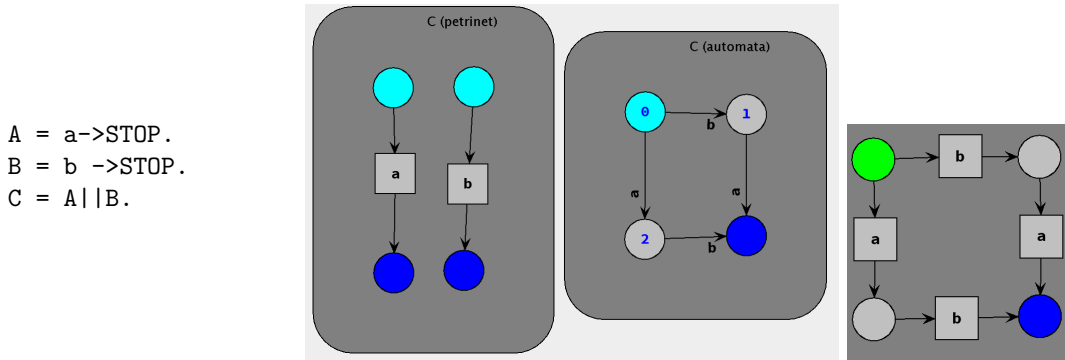 A = a->STOP.
B = b ->STOP.
C = A||B.
C (petrinet)
a
b
C (automata)
0
b
1
a
a
2
b
b
a
a
b